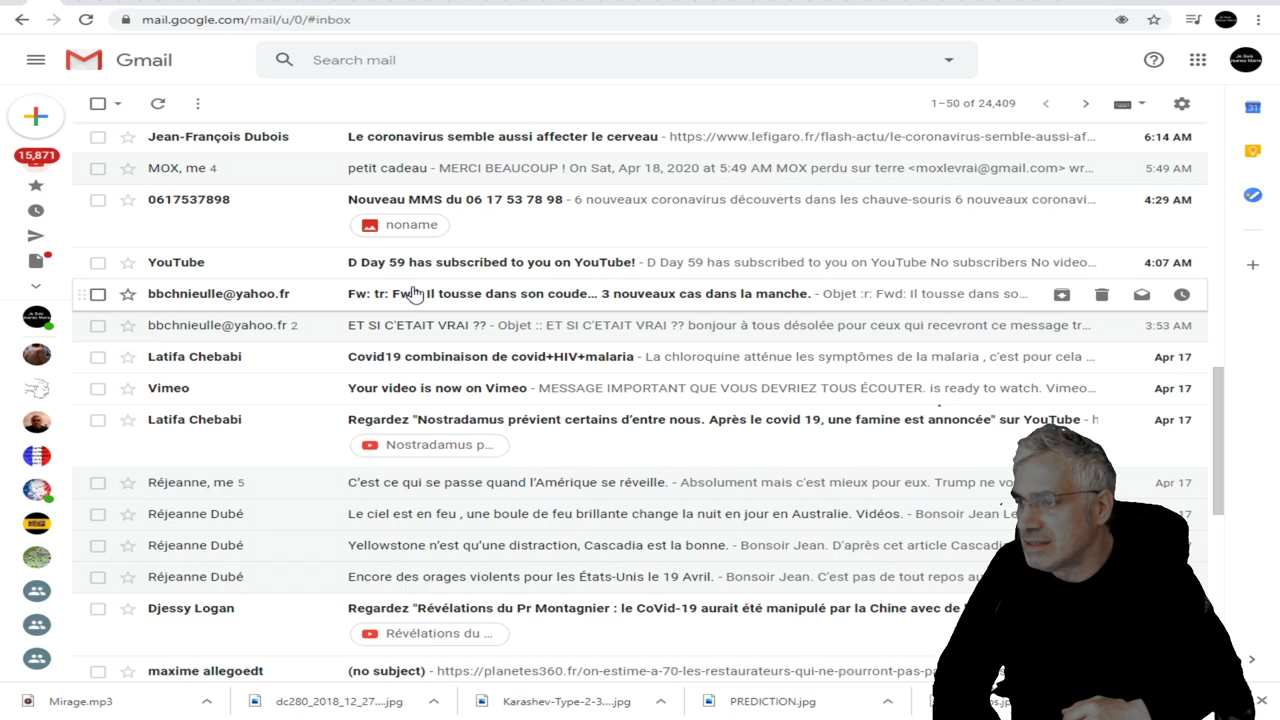 mail.google.com/mail/u/0/#inbox
Gmail
Search mail
1–50 of 24,409
15,871
31
Jean-François Dubois Le coronavirus semble aussi affecter le cerveau - https://www.lefigaro.fr/flash-actu/le-coronavirus-semble-aussi-af... 6:14 AM
MOX, me 4 petit cadeau - MERCI BEAUCOUP ! On Sat, Apr 18, 2020 at 5:49 AM MOX perdu sur terre <moxlevrai@gmail.com> wr... 5:49 AM
0617537898 Nouveau MMS du 06 17 53 78 98 - 6 nouveaux coronavirus découverts dans les chauve-souris 6 nouveaux coronavi... 4:29 AM
noname
YouTube D Day 59 has subscribed to you on YouTube! - D Day 59 has subscribed to you on YouTube No subscribers No video... 4:07 AM
bbchnieulle@yahoo.fr Fw: tr: Fw Il tousse dans son coude... 3 nouveaux cas dans la manche. - Objet :r: Fwd: Il tousse dans so...
bbchnieulle@yahoo.fr 2 ET SI C'ETAIT VRAI ?? - Objet :: ET SI C'ETAIT VRAI ?? bonjour à tous désolée pour ceux qui recevront ce message tr... 3:53 AM
Latifa Chebabi Covid19 combinaison de covid+HIV+malaria - La chloroquine atténue les symptômes de la malaria , c'est pour cela ... Apr 17
Vimeo Your video is now on Vimeo - MESSAGE IMPORTANT QUE VOUS DEVRIEZ TOUS ÉCOUTER. is ready to watch. Vimeo... Apr 17
Latifa Chebabi Regardez "Nostradamus prévient certains d'entre nous. Après le covid 19, une famine est annoncée" sur YouTube - h Apr 17
Nostradamus p...
Réjeanne, me 5 C'est ce qui se passe quand l'Amérique se réveille. - Absolument mais c'est mieux pour eux. Trump ne vo Apr 17
Réjeanne Dubé Le ciel est en feu , une boule de feu brillante change la nuit en jour en Australie. Vidéos. - Bonsoir Jean Le 17
Réjeanne Dubé Yellowstone n'est qu'une distraction, Cascadia est la bonne. - Bonsoir Jean. D'après cet article Cascadi
Réjeanne Dubé Encore des orages violents pour les États-Unis le 19 Avril. - Bonsoir Jean. C'est pas de tout repos au
Djessy Logan Regardez "Révélations du Pr Montagnier : le CoVid-19 aurait été manipulé par la Chine avec de
Révélations du ...
maxime allegoedt (no subject) - https://planetes360.fr/on-estime-a-70-les-restaurateurs-qui-ne-pourront-pas-
Mirage.mp3 dc280_2018_12_27....jpg Karashev-Type-2-3....jpg PREDICTION.jpg